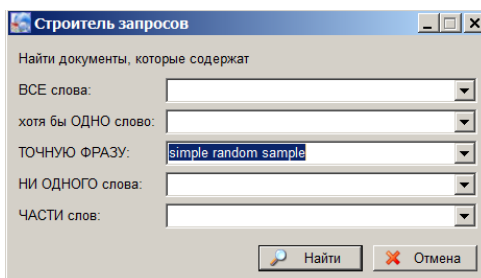 Строитель запросов
Найти документы, которые содержат
ВСЕ слова:
хотя бы ОДНО слово:
ТОЧНУЮ ФРАЗУ: simple random sample
НИ ОДНОГО слова:
ЧАСТИ слов:
Найти Отмена